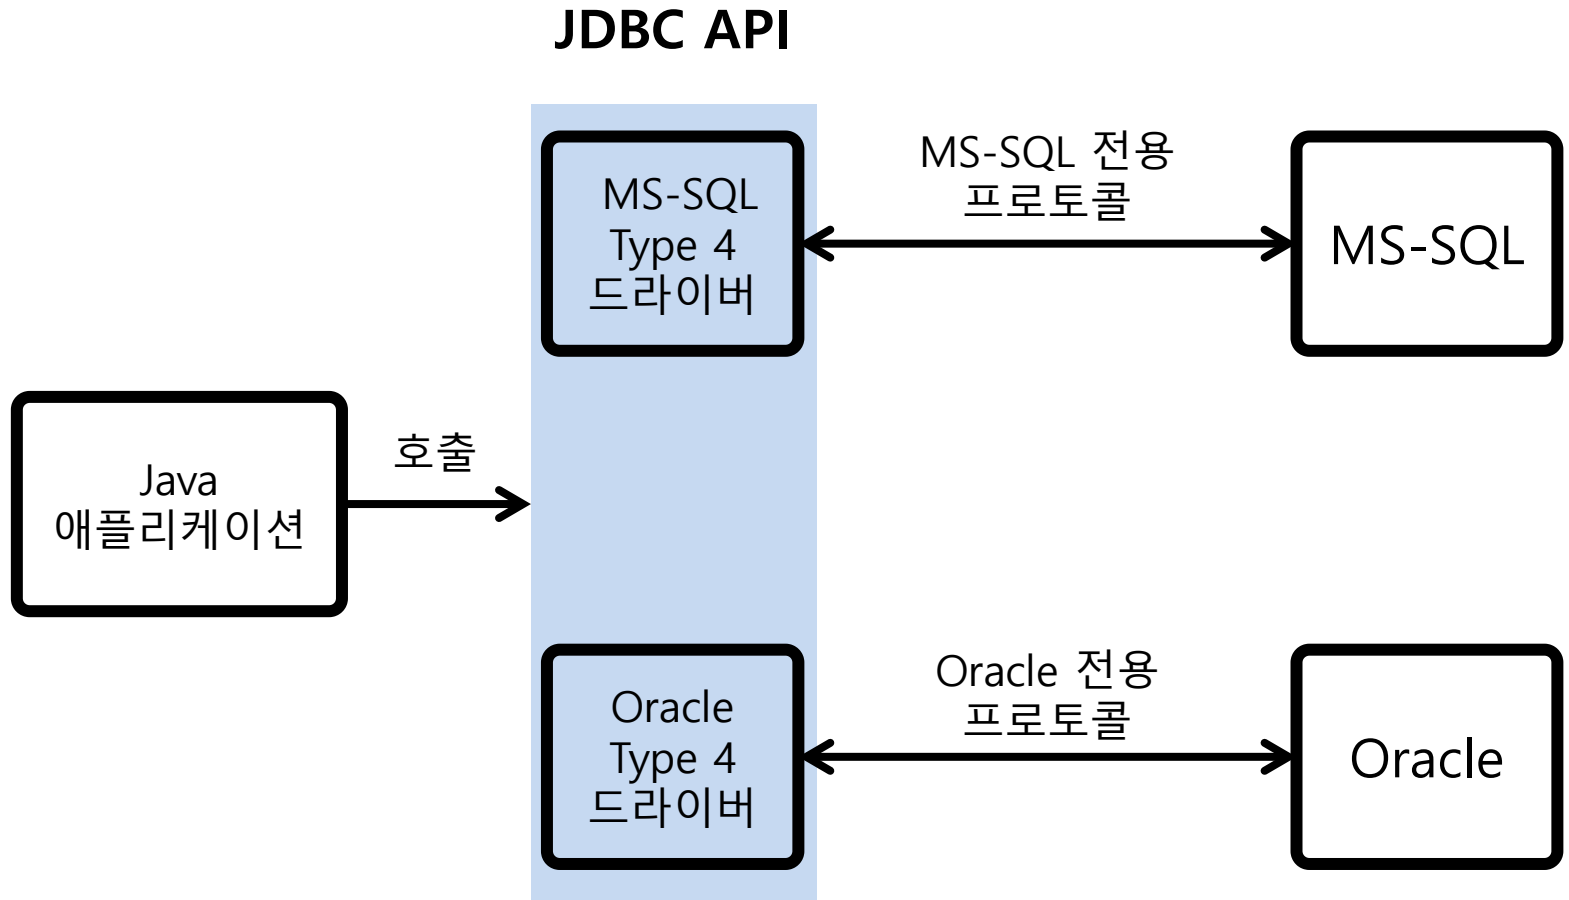 JDBC API
MS-SQL
Type 4
드라이버
MS-SQL 전용
프로토콜
MS-SQL
Java
애플리케이션
호출
Oracle
Type 4
드라이버
Oracle 전용
프로토콜
Oracle